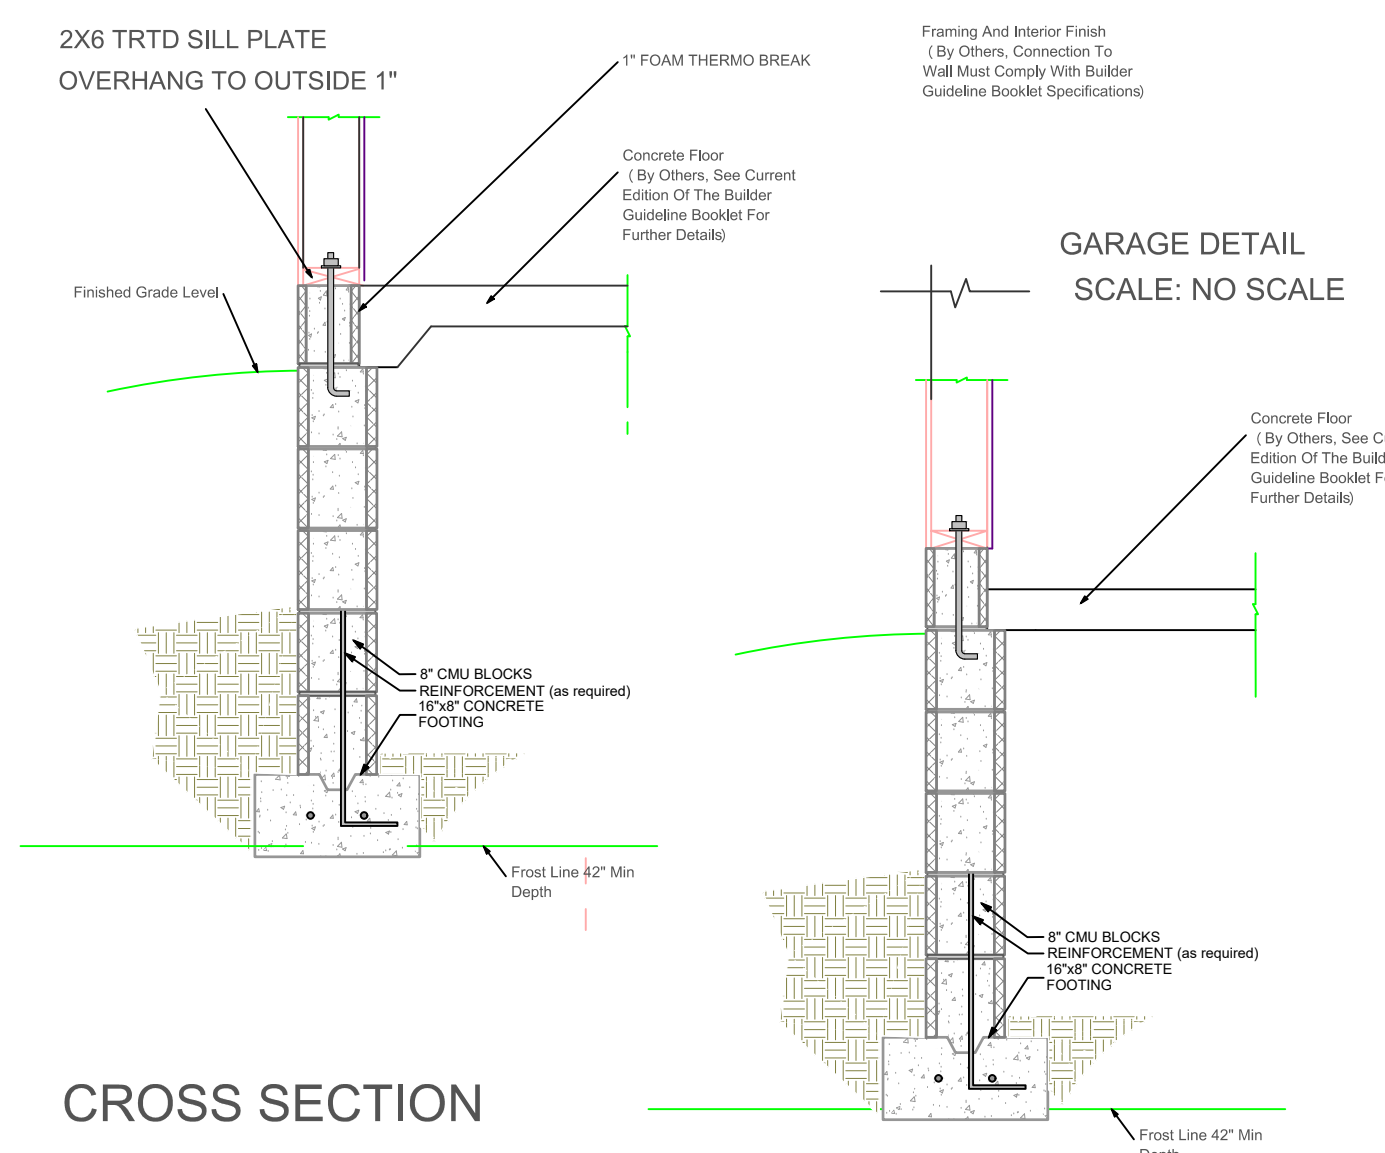 2X6 TRTD SILL PLATE
OVERHANG TO OUTSIDE 1"
1" FOAM THERMO BREAK
Concrete Floor
( By Others, See Current
Edition Of The Builder
Guideline Booklet For
Further Details)
Finished Grade Level
8" CMU BLOCKS
REINFORCEMENT (as required)
16"x8" CONCRETE
FOOTING
Frost Line 42" Min
Depth
CROSS SECTION
Framing And Interior Finish
( By Others, Connection To
Wall Must Comply With Builder
Guideline Booklet Specifications)
GARAGE DETAIL
SCALE: NO SCALE
Concrete Floor
( By Others, See
Edition Of The
Guideline Booklet
Further Details)
8" CMU BLOCKS
REINFORCEMENT (as required)
16"x8" CONCRETE
FOOTING
Frost Line 42" Min
Depth